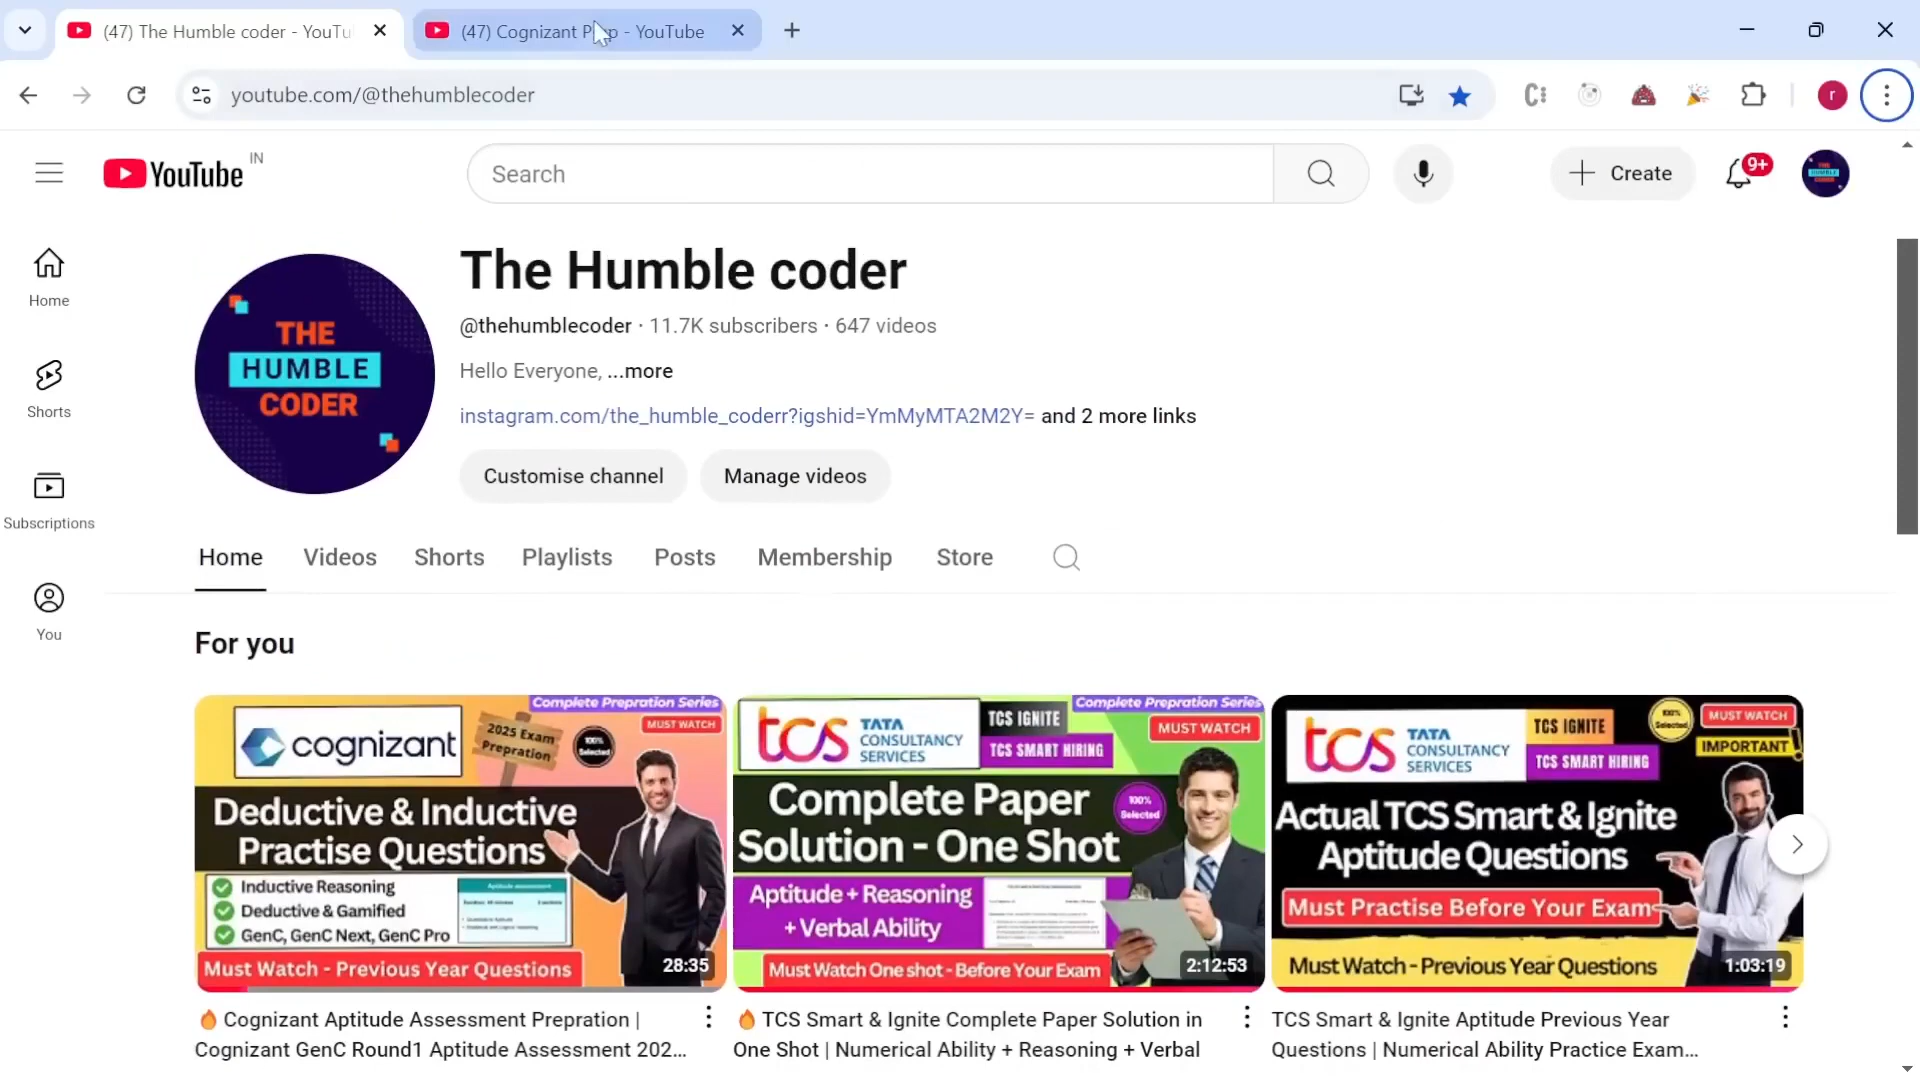 (47) The Humble coder - YouTu
(47) Cognizant P p - YouTube
youtube.com/@thehumblecoder
r
YouTube IN
Search
Create
9+
Home
Shorts
Subscriptions
You
THE
HUMBLE
CODER
The Humble coder
@thehumblecoder · 11.7K subscribers · 647 videos
Hello Everyone, ...more
instagram.com/the_humble_coderr?igshid=YmMyMTA2M2Y= and 2 more links
Customise channel
Manage videos
Home
Videos
Shorts
Playlists
Posts
Membership
Store
For you
Complete Prepration Series
cognizant
2025 Exam
Prepration
100%
Selected
MUST WATCH
Deductive & Inductive
Practise Questions
Inductive Reasoning
Deductive & Gamified
GenC, GenC Next, GenC Pro
Aptitude assessment
Must Watch - Previous Year Questions
28:35
🔥 Cognizant Aptitude Assessment Prepration |
Cognizant GenC Round1 Aptitude Assessment 202...
Complete Prepration Series
tcs
TATA
CONSULTANCY
SERVICES
TCS IGNITE
TCS SMART HIRING
MUST WATCH
Complete Paper
Solution - One Shot
100%
Selected
Aptitude + Reasoning
+ Verbal Ability
Must Watch One shot - Before Your Exam
2:12:53
🔥 TCS Smart & Ignite Complete Paper Solution in
One Shot | Numerical Ability + Reasoning + Verbal
tcs
TATA
CONSULTANCY
SERVICES
TCS IGNITE
TCS SMART HIRING
100%
Selected
MUST WATCH
IMPORTANT
Actual TCS Smart & Ignite
Aptitude Questions
Must Practise Before Your Exam
Must Watch - Previous Year Questions
1:03:19
TCS Smart & Ignite Aptitude Previous Year
Questions | Numerical Ability Practice Exam...